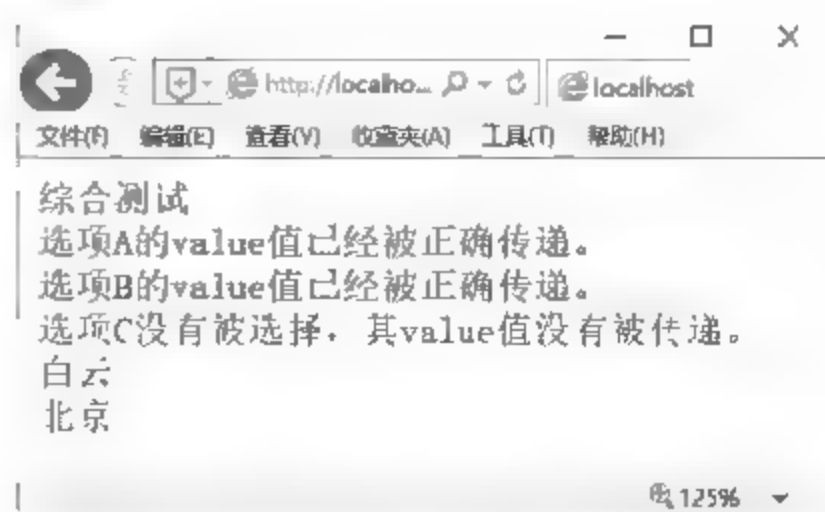 http://localho... localhost
文件(F) 编辑(E) 查看(V) 收藏夹(A) 工具(T) 帮助(H)
综合测试
选项A的value值已经被正确传递。
选项B的value值已经被正确传递。
选项C没有被选择，其value值没有被传递。
白云
北京
125%